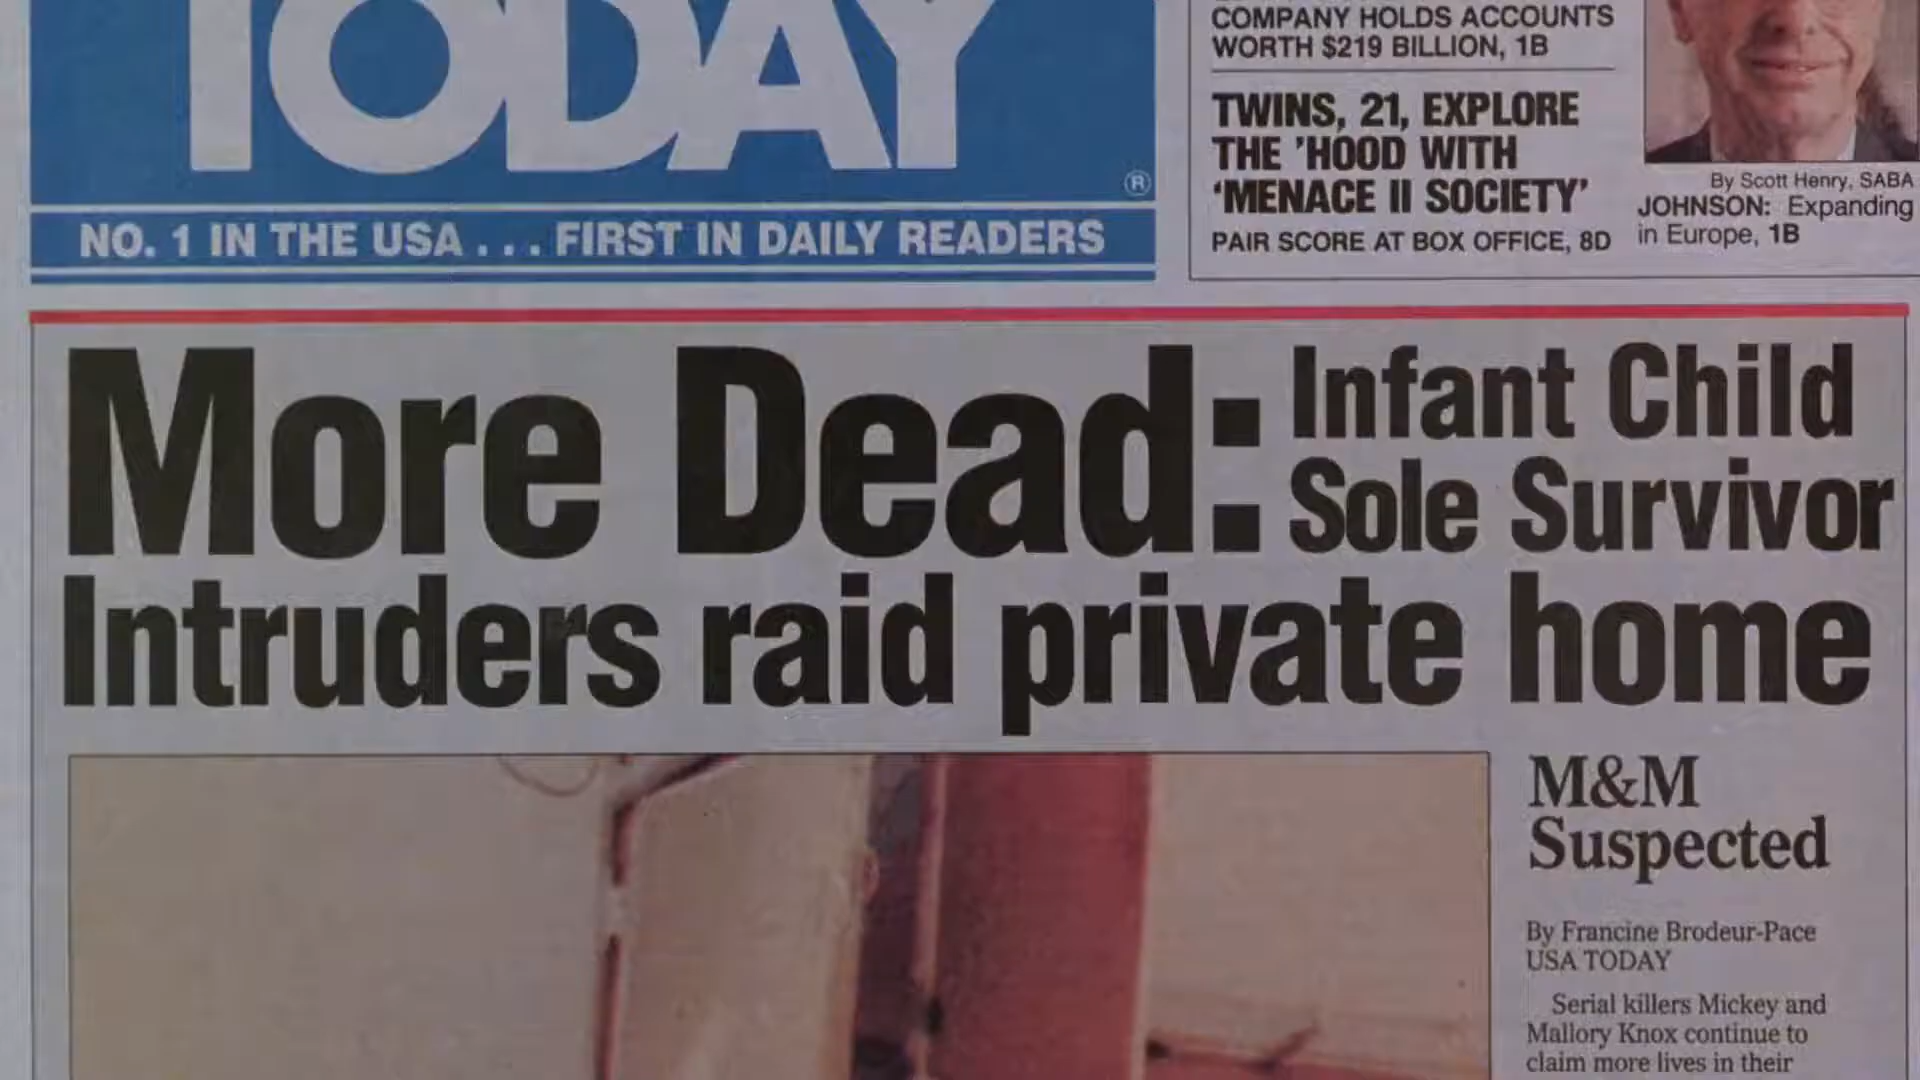 TODAY
®
NO. 1 IN THE USA . . . FIRST IN DAILY READERS
COMPANY HOLDS ACCOUNTS
WORTH $219 BILLION, 1B
TWINS, 21, EXPLORE
THE 'HOOD WITH
‘MENACE II SOCIETY’
PAIR SCORE AT BOX OFFICE, 8D
By Scott Henry, SABA
JOHNSON: Expanding
in Europe, 1B
More Dead: Infant Child
Sole Survivor
Intruders raid private home
M&M
Suspected
By Francine Brodeur-Pace
USA TODAY
Serial killers Mickey and
Mallory Knox continue to
claim more lives in their